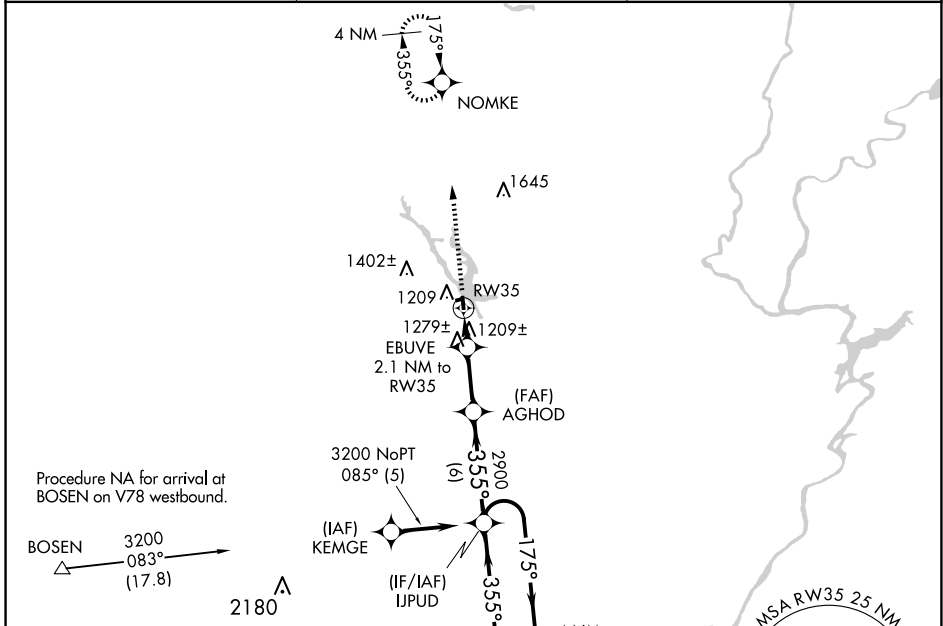 4 NM
175°
355°
NOMKE
1645
1402±
1209
RW35
1279±
1209±
EBUVE
2.1 NM to
RW35
(FAF)
AGHOD
3200 NoPT
085° (5)
355°
(6)
2900
Procedure NA for arrival at
BOSEN on V78 westbound.
BOSEN
3200
083°
(17.8)
(IAF)
KEMGE
(IF/IAF)
IJPUD
175°
355°
2180
MSA RW35 25 NM